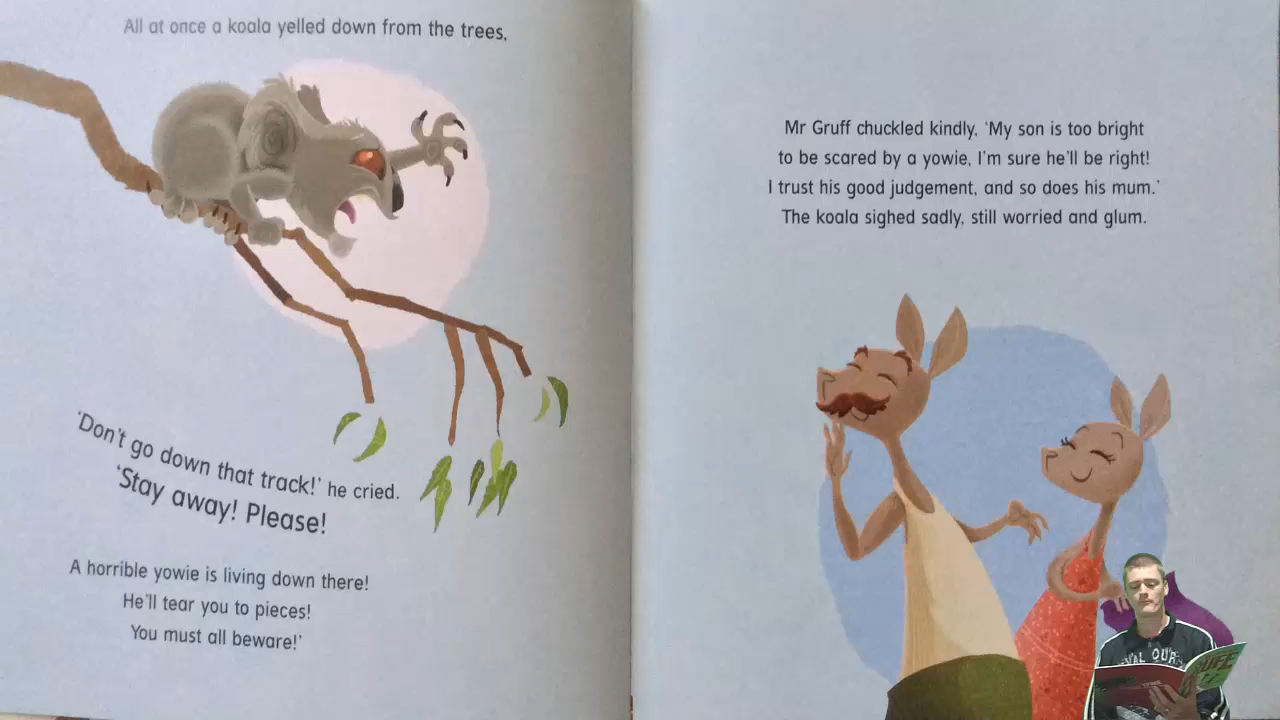 All at once a koala yelled down from the trees,
'Don't go down that track!' he cried.
'Stay away! Please!
A horrible yowie is living down there!
He'll tear you to pieces!
You must all beware!'
Mr Gruff chuckled kindly, 'My son is too bright
to be scared by a yowie, I'm sure he'll be right!
I trust his good judgement, and so does his mum.'
The koala sighed sadly, still worried and glum.